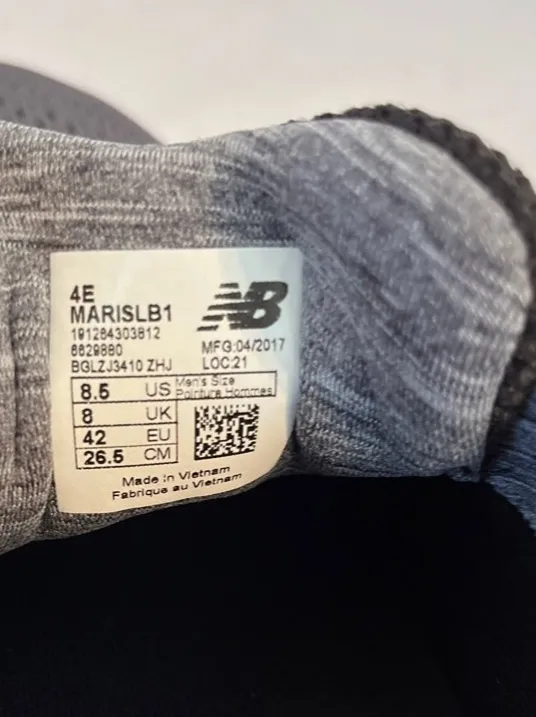 4E
MARISLB1
NB
191264303812
6629880
MFG:04/2017
BGLZJ3410 ZHJ
LOC:21
8.5 US Men's Size
Pointure Hommes
8 UK
42 EU
26.5 CM
Made in Vietnam
Fabrique au Vietnam